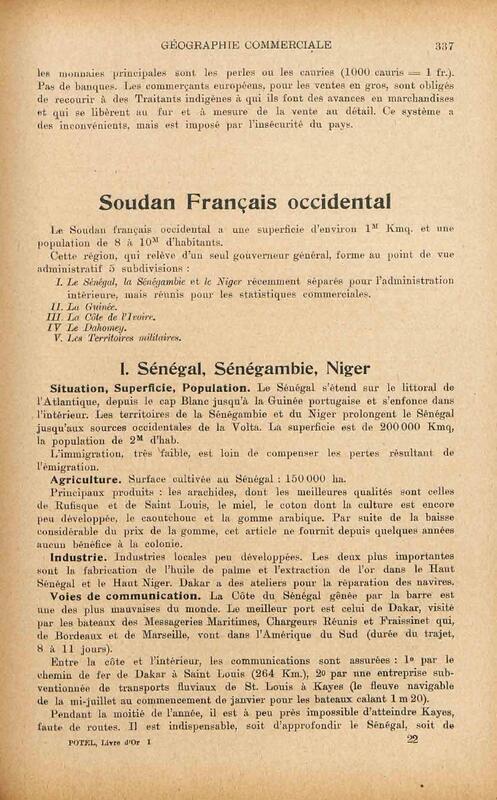 GÉOGRAPHIE COMMERCIALE 337
les monnaies principales sont les perles ou les cauries (1000 cauris = 1 fr.).
Pas de banques. Les commerçants européens, pour les ventes en gros, sont obligés
de recourir à des Traitants indigènes à qui ils font des avances en marchandises
et qui se libèrent au fur et à mesure de la vente au détail. Ce système a
des inconvénients, mais est imposé par l'insécurité du pays.
Soudan Français occidental
Le Soudan français occidental a une superficie d'environ 1M Kmq. et une
population de 8 à 10M d'habitants.
Cette région, qui relève d'un seul gouverneur général, forme au point de vue
administratif 5 subdivisions :
I. Le Sénégal, la Sénégambie et le Niger récemment séparés pour l'administration
intérieure, mais réunis pour les statistiques commerciales.
II. La Guinée.
III. La Côte de l'Ivoire.
IV Le Dahomey.
V. Les Territoires militaires.
I. Sénégal, Sénégambie, Niger
Situation, Superficie, Population. Le Sénégal s'étend sur le littoral de
l'Atlantique, depuis le cap Blanc jusqu'à la Guinée portugaise et s'enfonce dans
l'intérieur. Les territoires de la Sénégambie et du Niger prolongent le Sénégal
jusqu'aux sources occidentales de la Volta. La superficie est de 200 000 Kmq,
la population de 2M d'hab.
L'immigration, très faible, est loin de compenser les pertes résultant de
l'émigration.
Agriculture. Surface cultivée au Sénégal : 150 000 ha.
Principaux produits : les arachides, dont les meilleures qualités sont celles
de Rufisque et de Saint Louis, le miel, le coton dont la culture est encore
peu développée, le caoutchouc et la gomme arabique. Par suite de la baisse
considérable du prix de la gomme, cet article ne fournit depuis quelques années
aucun bénéfice à la colonie.
Industrie. Industries locales peu développées. Les deux plus importantes
sont la fabrication de l'huile de palme et l'extraction de l'or dans le Haut
Sénégal et le Haut Niger. Dakar a des ateliers pour la réparation des navires.
Voies de communication. La Côte du Sénégal gênée par la barre est
une des plus mauvaises du monde. Le meilleur port est celui de Dakar, visité
par les bateaux des Messageries Maritimes, Chargeurs Réunis et Fraissinet qui,
de Bordeaux et de Marseille, vont dans l'Amérique du Sud (durée du trajet,
8 à 11 jours).
Entre la côte et l'intérieur, les communications sont assurées : 1o par le
chemin de fer de Dakar à Saint Louis (264 Km.), 2o par une entreprise sub-
ventionnée de transports fluviaux de St. Louis à Kayes (le fleuve navigable
de la mi-juillet au commencement de janvier pour les bateaux calant 1 m 20).
Pendant la moitié de l'année, il est à peu près impossible d'atteindre Kayes,
faute de routes. Il est indispensable, soit d'approfondir le Sénégal, soit de
POTEL, Livre d'Or I 22